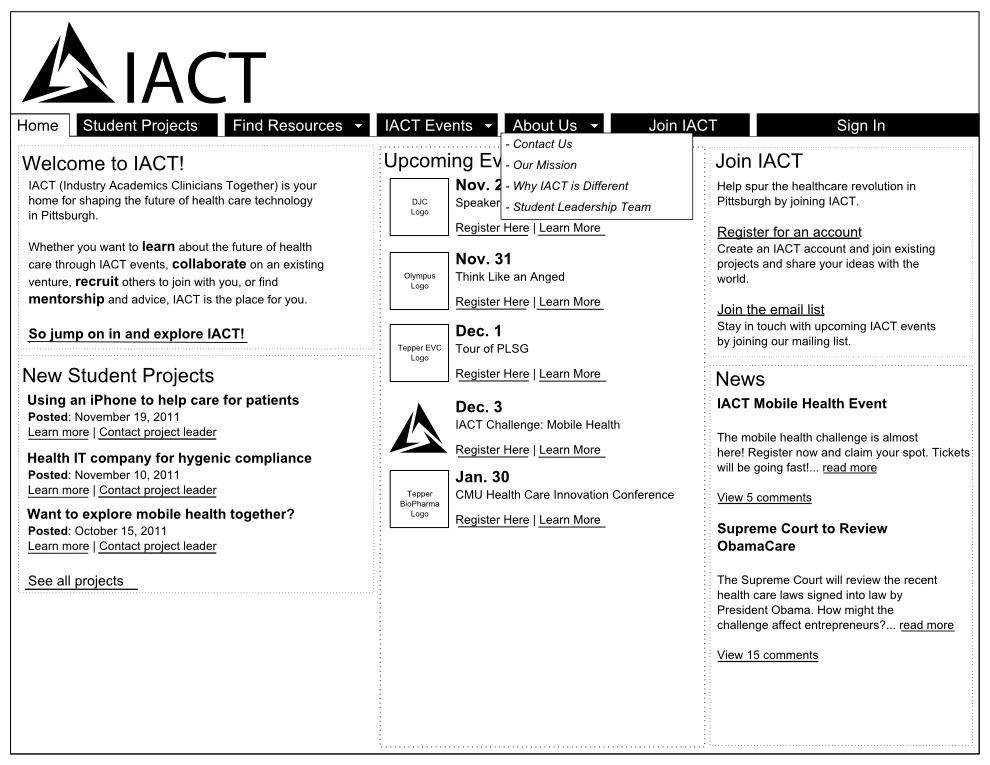 IACT
Home
Student Projects
Find Resources
IACT Events
About Us
Join IACT
Sign In
- Contact Us
- Our Mission
- Why IACT is Different
- Student Leadership Team
Welcome to IACT!
IACT (Industry Academics Clinicians Together) is your
home for shaping the future of health care technology
in Pittsburgh.
Whether you want to learn about the future of health
care through IACT events, collaborate on an existing
venture, recruit others to join with you, or find
mentorship and advice, IACT is the place for you.
So jump on in and explore IACT!
New Student Projects
Using an iPhone to help care for patients
Posted: November 19, 2011
Learn more | Contact project leader
Health IT company for hygenic compliance
Posted: November 10, 2011
Learn more | Contact project leader
Want to explore mobile health together?
Posted: October 15, 2011
Learn more | Contact project leader
See all projects
Upcoming Ev
DJC
Logo
Nov. 2
Speaker
Register Here | Learn More
Olympus
Logo
Nov. 31
Think Like an Anged
Register Here | Learn More
Tepper EVC
Logo
Dec. 1
Tour of PLSG
Register Here | Learn More
Dec. 3
IACT Challenge: Mobile Health
Register Here | Learn More
Tepper
BioPharma
Logo
Jan. 30
CMU Health Care Innovation Conference
Register Here | Learn More
Join IACT
Help spur the healthcare revolution in
Pittsburgh by joining IACT.
Register for an account
Create an IACT account and join existing
projects and share your ideas with the
world.
Join the email list
Stay in touch with upcoming IACT events
by joining our mailing list.
News
IACT Mobile Health Event
The mobile health challenge is almost
here! Register now and claim your spot. Tickets
will be going fast!... read more
View 5 comments
Supreme Court to Review
ObamaCare
The Supreme Court will review the recent
health care laws signed into law by
President Obama. How might the
challenge affect entrepreneurs?... read more
View 15 comments